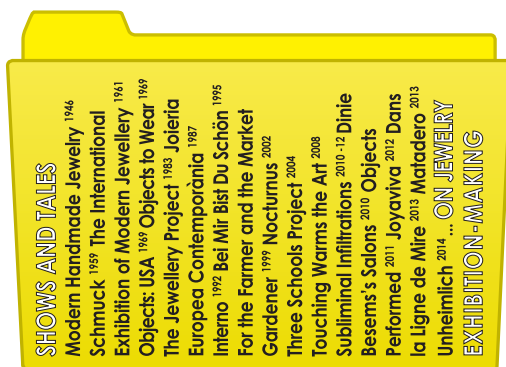 SHOWS AND TALES
Modern Handmade Jewelry 1946
Schmuck 1959 The International
Exhibition of Modern Jewellery 1961
Objects: USA 1969 Objects to Wear 1969
The Jewellery Project 1983 Joieria
Europea Contemporània 1987
Interno 1992 Bel Mir Bist Du Schön 1995
For the Farmer and the Market
Gardener 1999 Nocturnus 2002
Three Schools Project 2004
Touching Warms the Art 2008
Subliminal Infiltrations 2010 -12 Dinie
Besems's Salons 2010 Objects
Performed 2011 Joyaviva 2012 Dans
la Ligne de Mire 2013 Matadero 2013
Unheimlich 2014 ... ON JEWELRY
EXHIBITION-MAKING